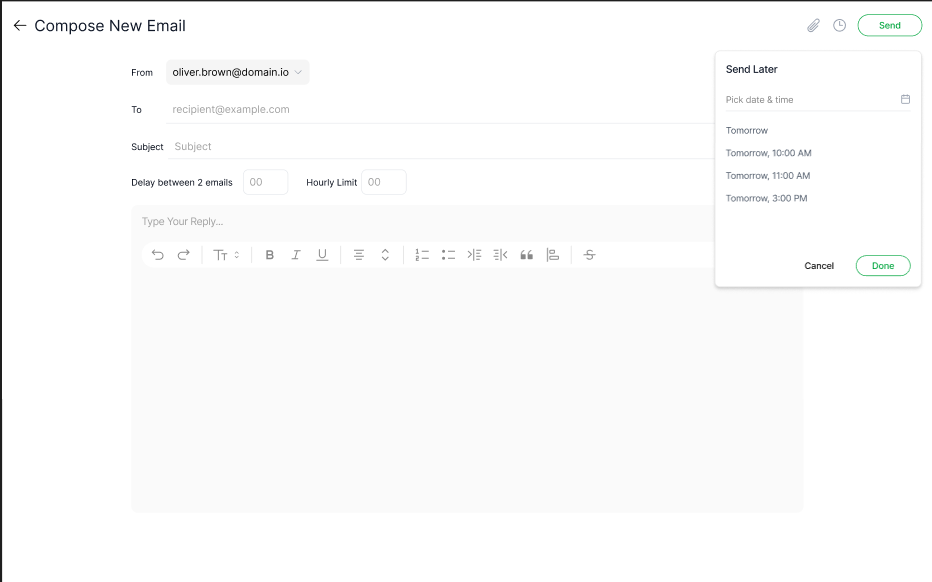 Compose New Email
Send
From oliver.brown@domain.io
To recipient@example.com
Subject Subject
Delay between 2 emails 00 Hourly Limit 00
Type Your Reply...
Tт B I U S
Send Later
Pick date & time
Tomorrow
Tomorrow, 10:00 AM
Tomorrow, 11:00 AM
Tomorrow, 3:00 PM
Cancel Done